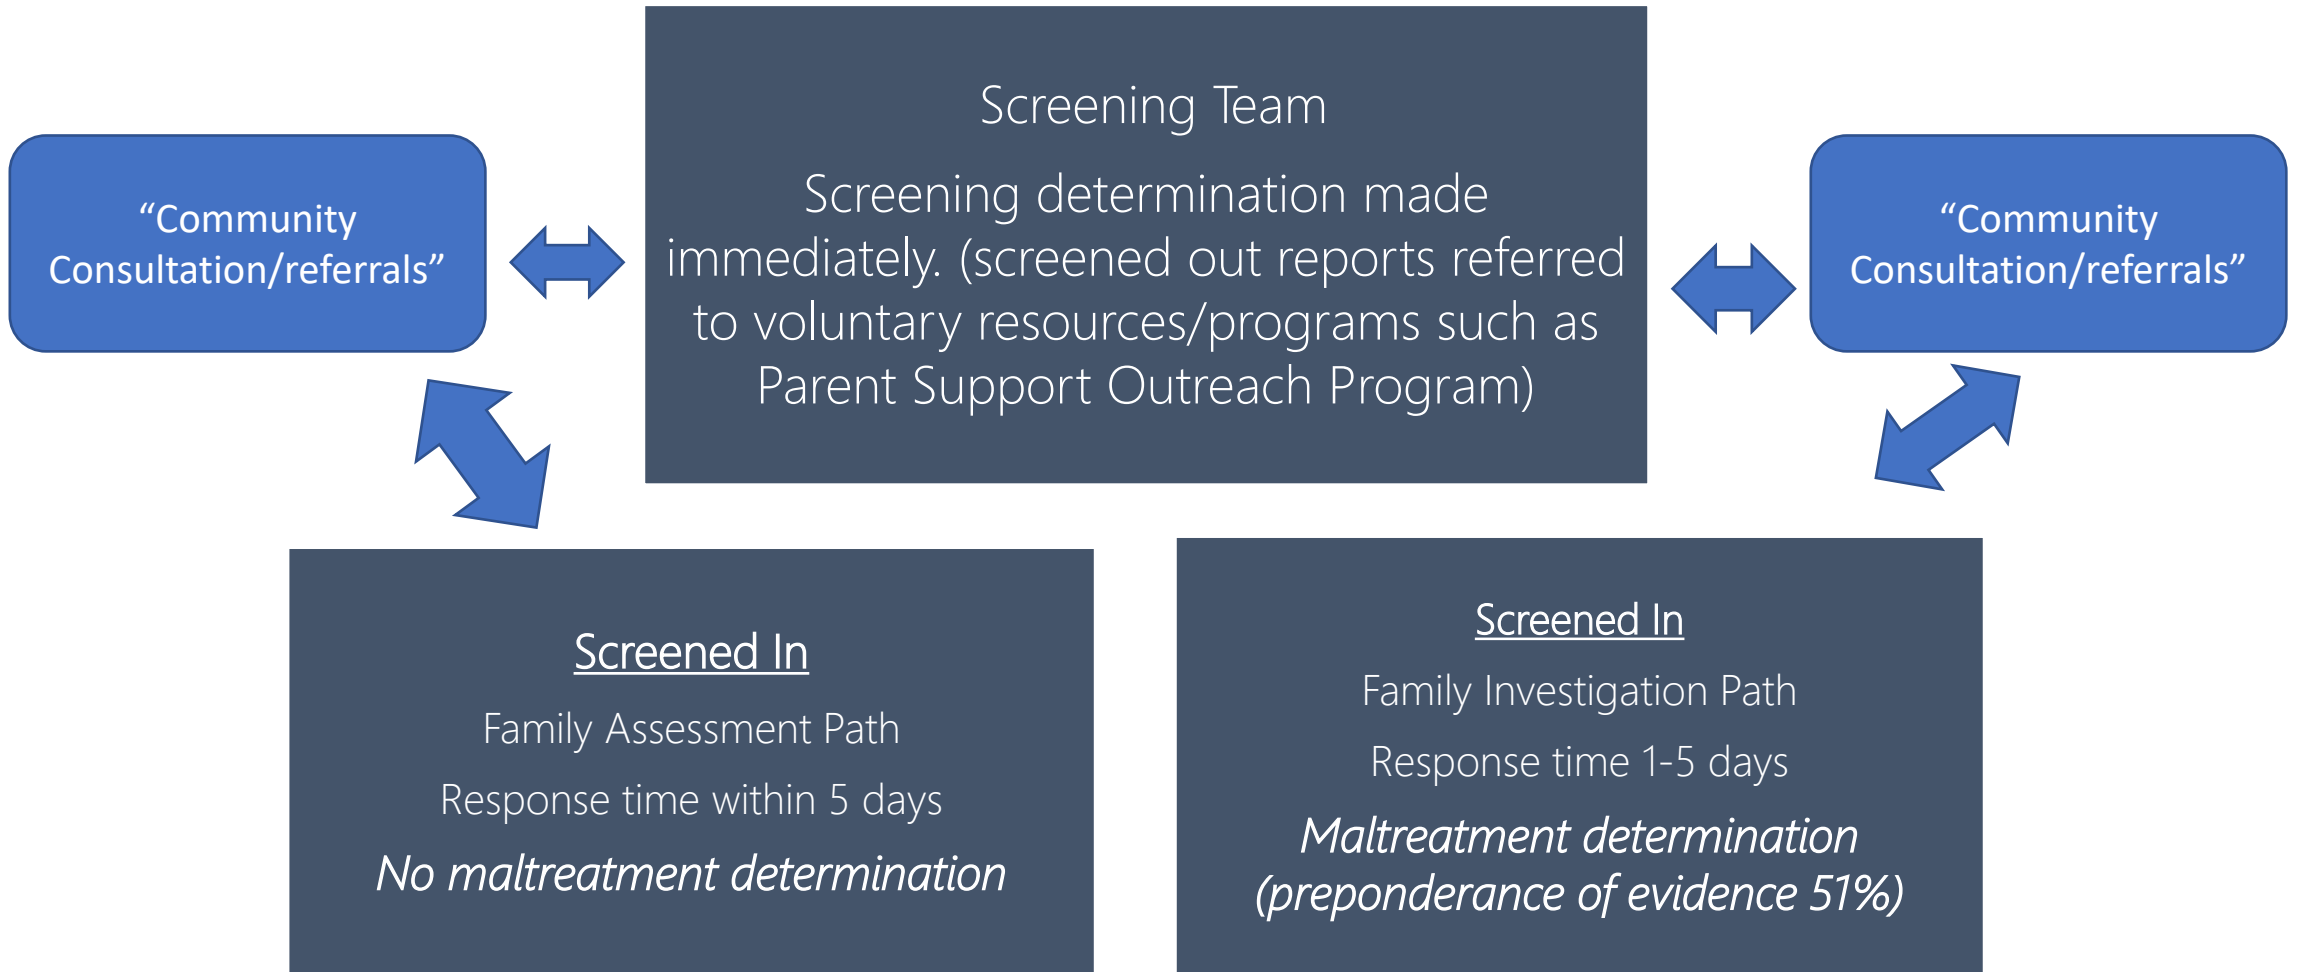 Screening Team
Screening determination made
immediately. (screened out reports referred
to voluntary resources/programs such as
Parent Support Outreach Program)
“Community
Consultation/referrals”
“Community
Consultation/referrals”
Screened In
Family Assessment Path
Response time within 5 days
No maltreatment determination
Screened In
Family Investigation Path
Response time 1-5 days
Maltreatment determination
(preponderance of evidence 51%)